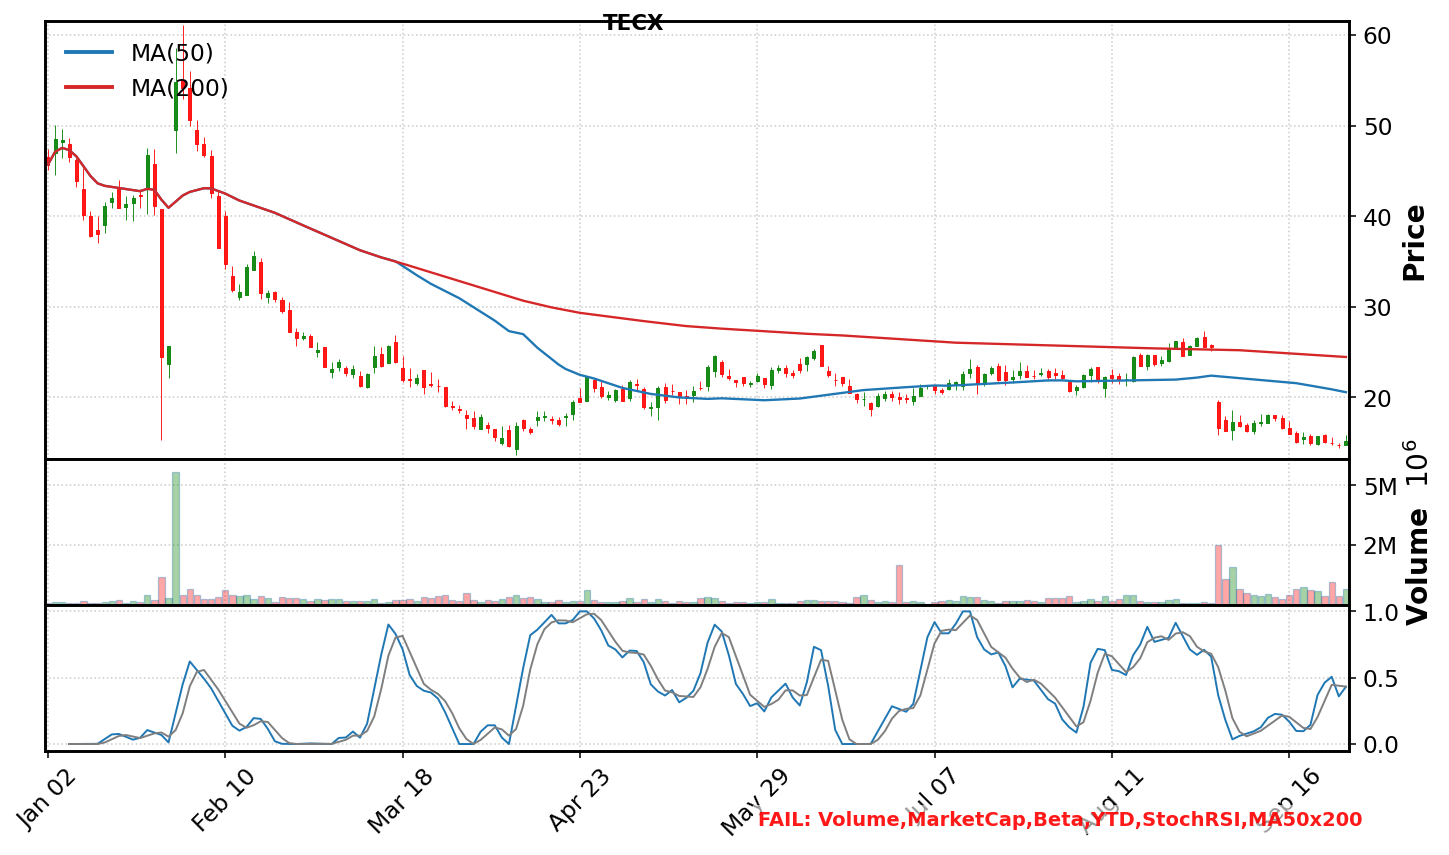 TECX
MA(50)
MA(200)
60
50
40
30
20
Price
5M
2M
Volume 10^6
1.0
0.5
0.0
Jan 02
Feb 10
Mar 18
Apr 23
May 29
Jul 07
Aug 11
Sep 16
FAIL: Volume,MarketCap,Beta,YTD,StochRSI,MA50x200